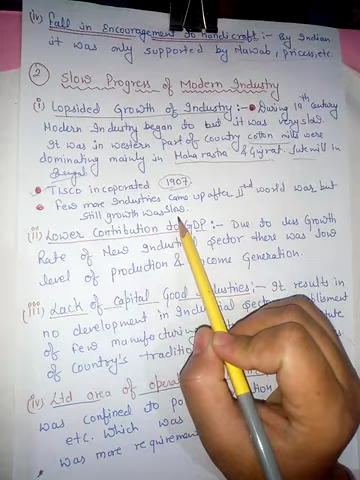 (iv) Fall in Encouragement to handicraft :- By Indian
it was only supported by Nawab, prices, etc.
② Slow Progress of Modern Industry
(i) Lopsided Growth of Industry :- During 19th Century
Modern Industry began to but it was very slow.
It was in western part of country cotton mills were
dominating mainly in Maharastra & Gujrat. Jute mill in
Bengal
TISCO incoporated 1907
Few more Industries came up after IInd world war but
still growth was slow.
(ii) Lower Contribution to GDP :- Due to less Growth
Rate of New Industrial sector there was low
level of production & Income Generation.
(iii) Lack of Capital Good industries :- It results in
no development in Industrial sector
of few manufacturing
of country's traditional
(iv) Ltd area of
was confined to
etc. which was
was more